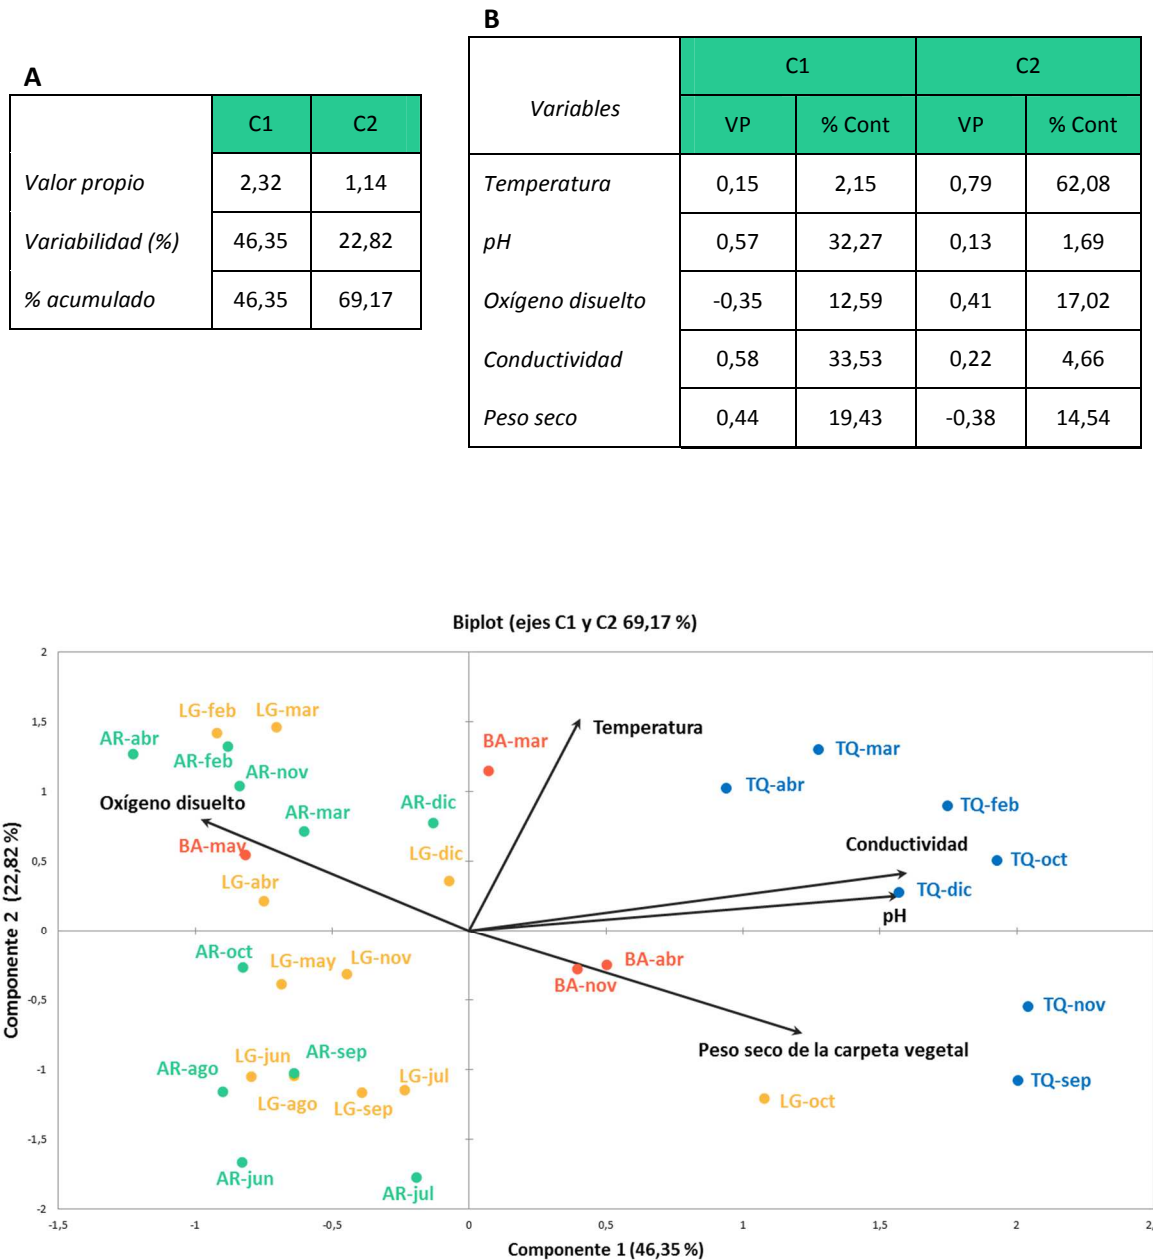 A
C1 C2
Valor propio 2,32 1,14
Variabilidad (%) 46,35 22,82
% acumulado 46,35 69,17
B
Variables C1 C2
VP % Cont VP % Cont
Temperatura 0,15 2,15 0,79 62,08
pH 0,57 32,27 0,13 1,69
Oxígeno disuelto -0,35 12,59 0,41 17,02
Conductividad 0,58 33,53 0,22 4,66
Peso seco 0,44 19,43 -0,38 14,54
Biplot (ejes C1 y C2 69,17 %)
Componente 2 (22,82 %)
2
1,5
1
0,5
0
-0,5
-1
-1,5
-2
LG-feb LG-mar
AR-abr
AR-feb
AR-nov
Oxígeno disuelto
AR-mar
AR-dic
BA-may
LG-abr
LG-dic
BA-mar
Temperatura
TQ-mar
TQ-abr
TQ-feb
Conductividad
TQ-oct
TQ-dic
pH
AR-oct
LG-may LG-nov
BA-abr
BA-nov
TQ-nov
Peso seco de la carpeta vegetal
LG-jun AR-sep
AR-ago
LG-ago LG-sep LG-jul
LG-oct
TQ-sep
AR-jun
AR-jul
-1,5 -1 -0,5 0 0,5 1 1,5 2
Componente 1 (46,35 %)